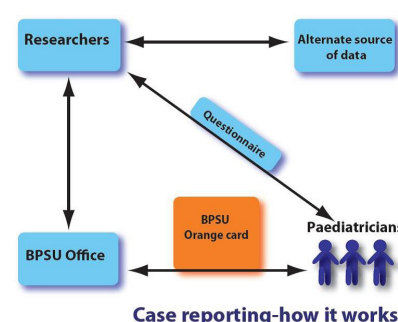 Researchers
Alternate source
of data
Questionnaire
BPSU
Orange card
Paediatricians
BPSU Office
Case reporting-how it works